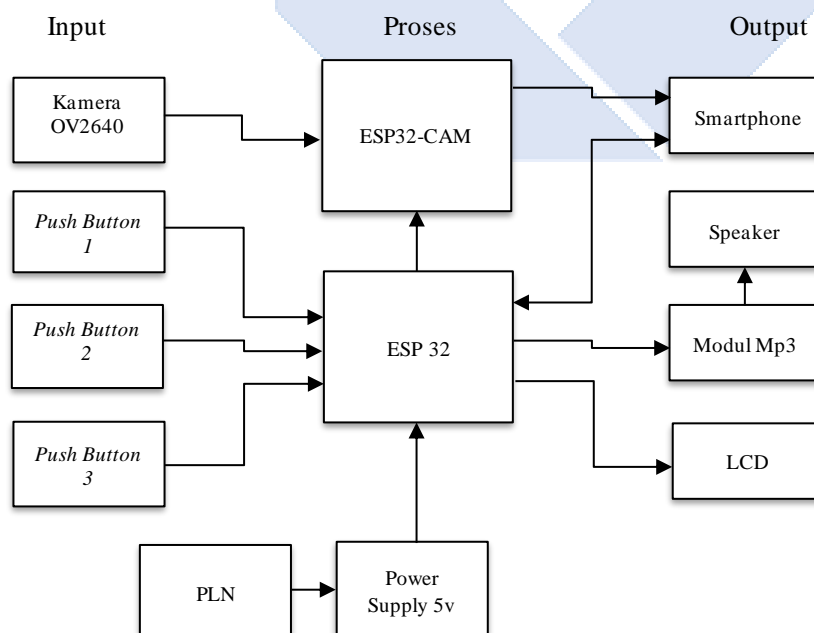 Input
Proses
Output
Kamera
OV2640
ESP32-CAM
Smartphone
Push Button
1
Speaker
Push Button
2
ESP 32
Modul Mp3
Push Button
3
LCD
PLN
Power
Supply 5v